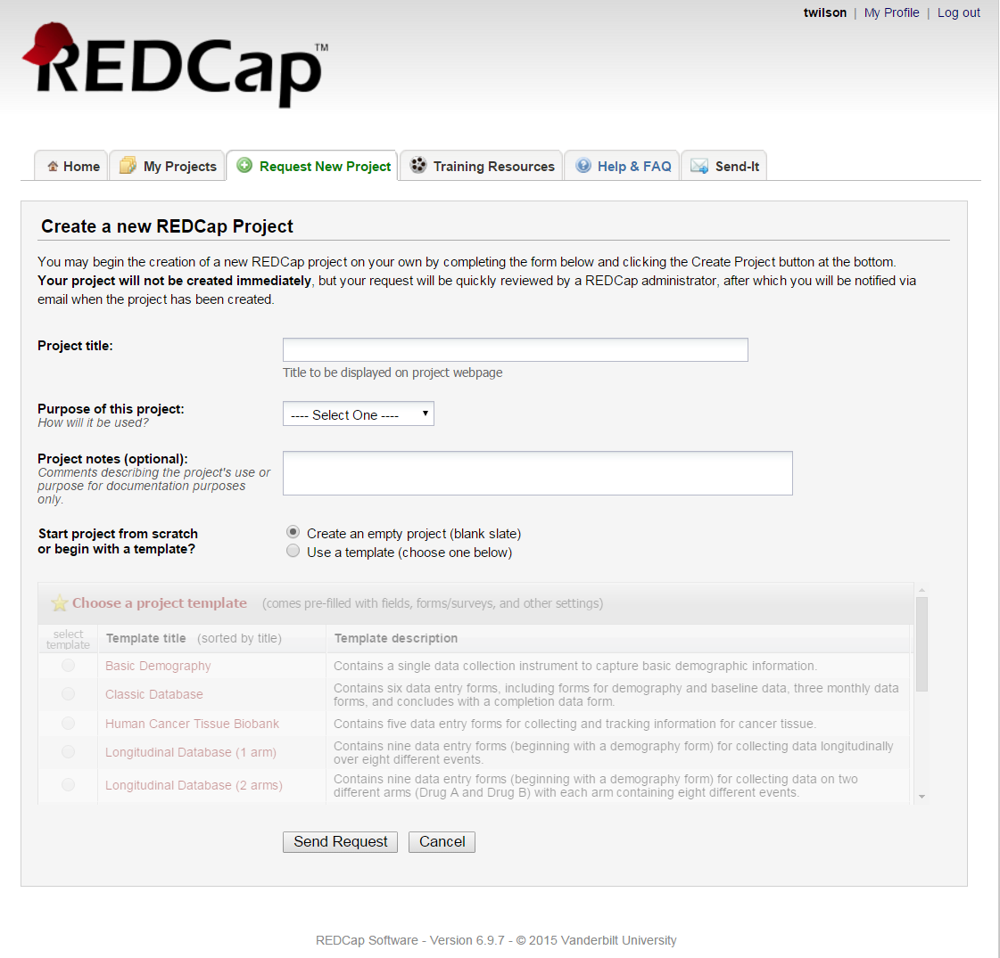 twilson | My Profile | Log out
REDCap™
Home My Projects Request New Project Training Resources Help & FAQ Send-It
Create a new REDCap Project
You may begin the creation of a new REDCap project on your own by completing the form below and clicking the Create Project button at the bottom.
Your project will not be created immediately, but your request will be quickly reviewed by a REDCap administrator, after which you will be notified via
email when the project has been created.
Project title:
Title to be displayed on project webpage
Purpose of this project:
How will it be used?
---- Select One ----
Project notes (optional):
Comments describing the project's use or
purpose for documentation purposes
only.
Start project from scratch
or begin with a template?
Create an empty project (blank slate)
Use a template (choose one below)
Choose a project template (comes pre-filled with fields, forms/surveys, and other settings)
select
template
Template title (sorted by title) Template description
Basic Demography Contains a single data collection instrument to capture basic demographic information.
Classic Database Contains six data entry forms, including forms for demography and baseline data, three monthly data
forms, and concludes with a completion data form.
Human Cancer Tissue Biobank Contains five data entry forms for collecting and tracking information for cancer tissue.
Longitudinal Database (1 arm) Contains nine data entry forms (beginning with a demography form) for collecting data longitudinally
over eight different events.
Longitudinal Database (2 arms) Contains nine data entry forms (beginning with a demography form) for collecting data on two
different arms (Drug A and Drug B) with each arm containing eight different events.
Send Request Cancel
REDCap Software - Version 6.9.7 - © 2015 Vanderbilt University